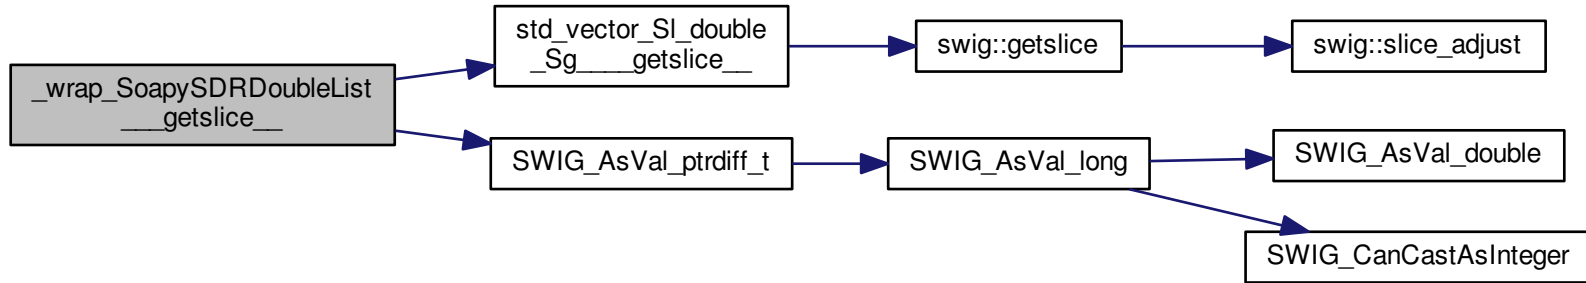 _wrap_SoapySDRDoubleList
___getslice__
std_vector_Sl_double
_Sg____getslice__
swig::getslice
swig::slice_adjust
SWIG_AsVal_ptrdiff_t
SWIG_AsVal_long
SWIG_AsVal_double
SWIG_CanCastAsInteger